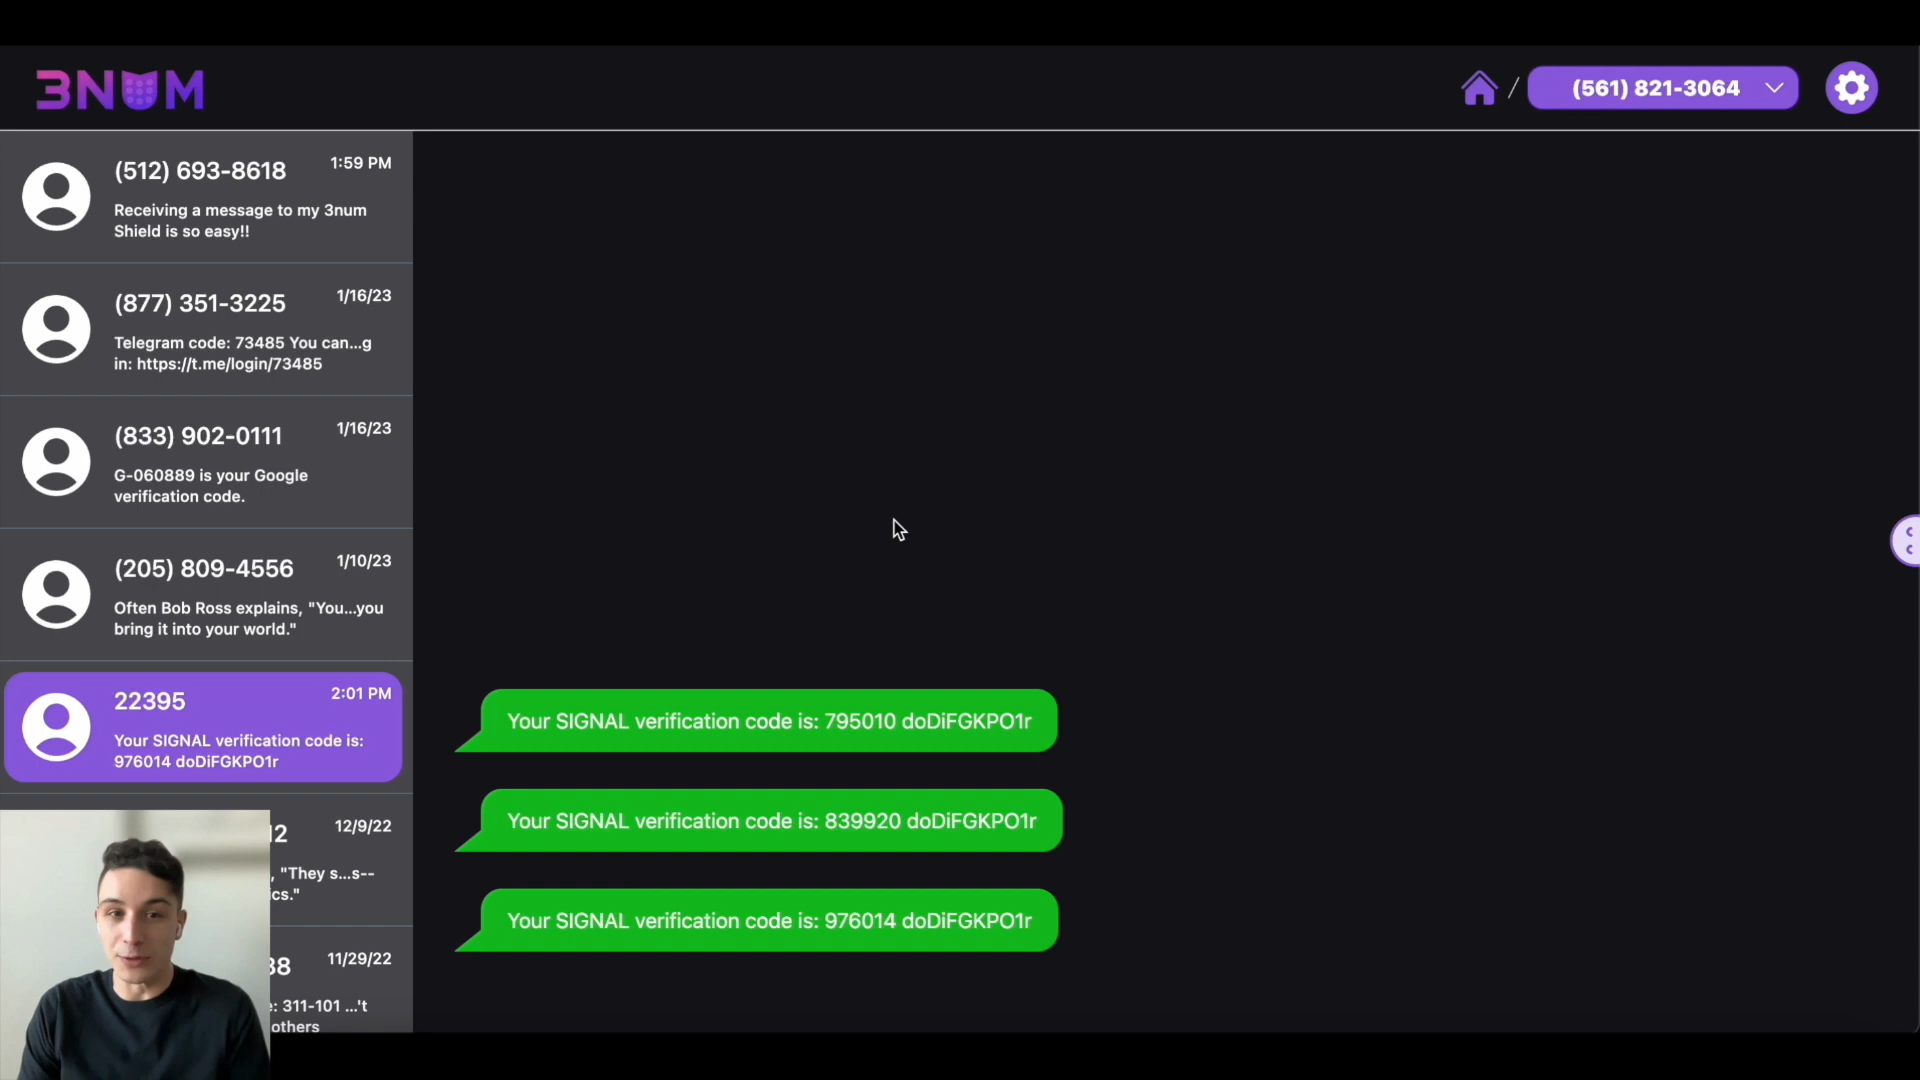 3NUM
/ (561) 821-3064
(512) 693-8618 1:59 PM
Receiving a message to my 3num
Shield is so easy!!
(877) 351-3225 1/16/23
Telegram code: 73485 You can...g
in: https://t.me/login/73485
(833) 902-0111 1/16/23
G-060889 is your Google
verification code.
(205) 809-4556 1/10/23
Often Bob Ross explains, "You...you
bring it into your world."
22395 2:01 PM
Your SIGNAL verification code is:
976014 doDiFGKPO1r
12 12/9/22
, "They s...s--
ics."
38 11/29/22
: 311-101 ...'t
others
Your SIGNAL verification code is: 795010 doDiFGKPO1r
Your SIGNAL verification code is: 839920 doDiFGKPO1r
Your SIGNAL verification code is: 976014 doDiFGKPO1r